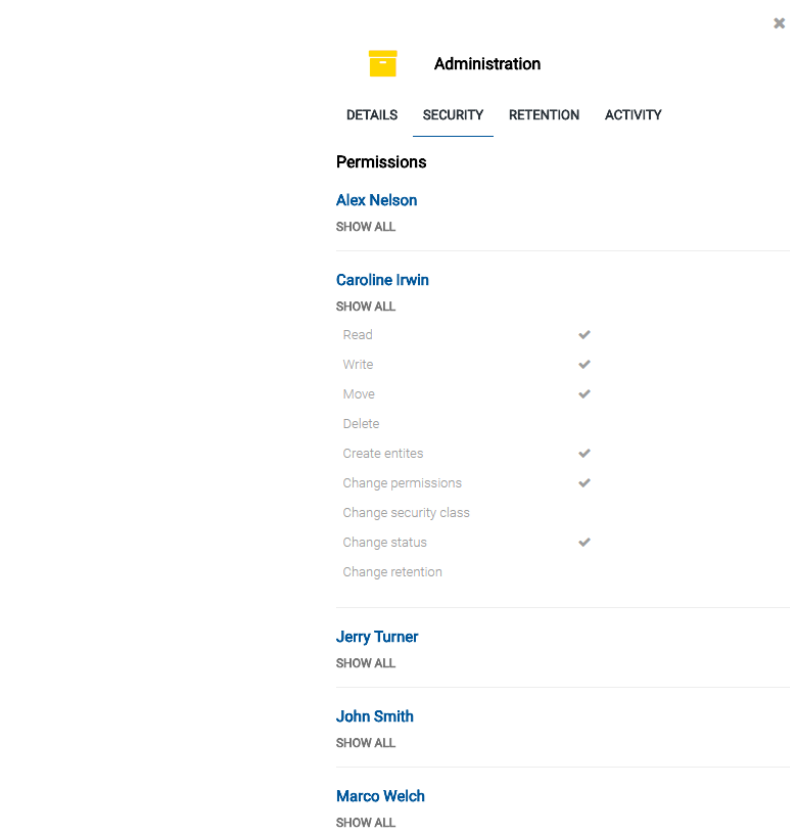 Administration
DETAILS SECURITY RETENTION ACTIVITY
Permissions
Alex Nelson
SHOW ALL
Caroline Irwin
SHOW ALL
Read
Write
Move
Delete
Create entites
Change permissions
Change security class
Change status
Change retention
Jerry Turner
SHOW ALL
John Smith
SHOW ALL
Marco Welch
SHOW ALL